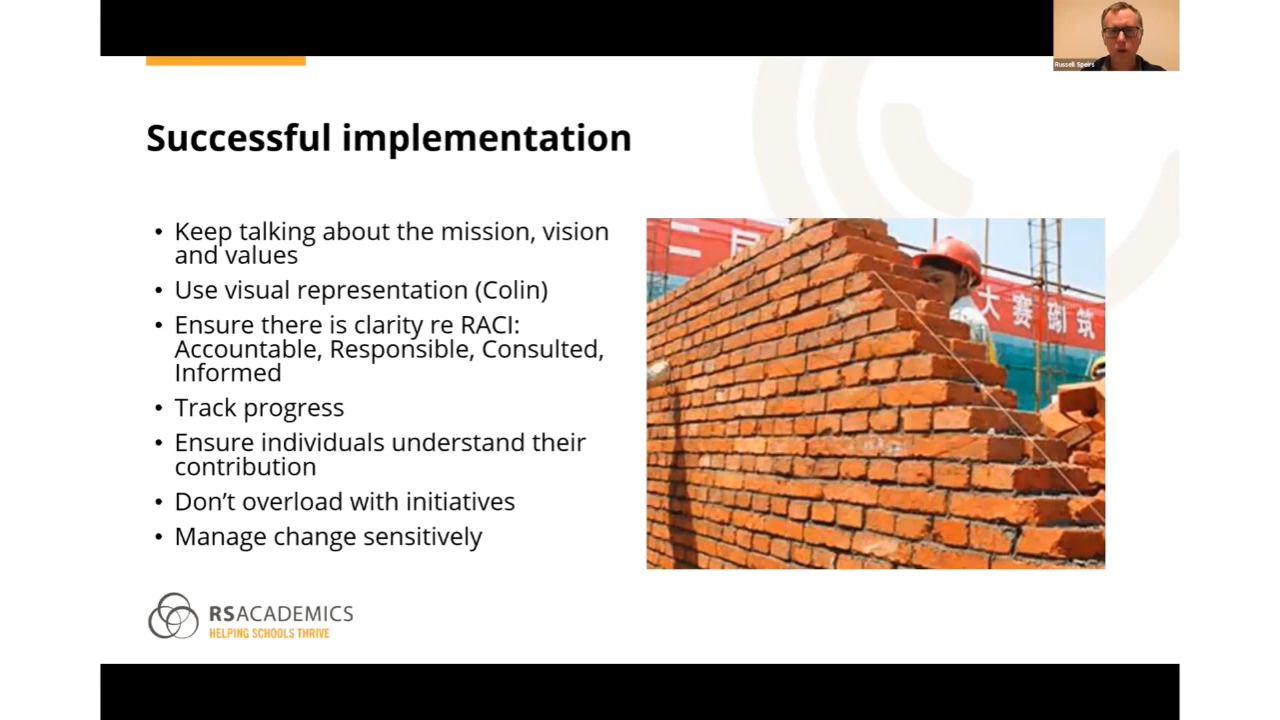 Russell Speirs
Successful implementation
• Keep talking about the mission, vision
and values
• Use visual representation (Colin)
• Ensure there is clarity re RACI:
Accountable, Responsible, Consulted,
Informed
• Track progress
• Ensure individuals understand their
contribution
• Don’t overload with initiatives
• Manage change sensitively
大赛砌筑
RSACADEMICS
HELPING SCHOOLS THRIVE